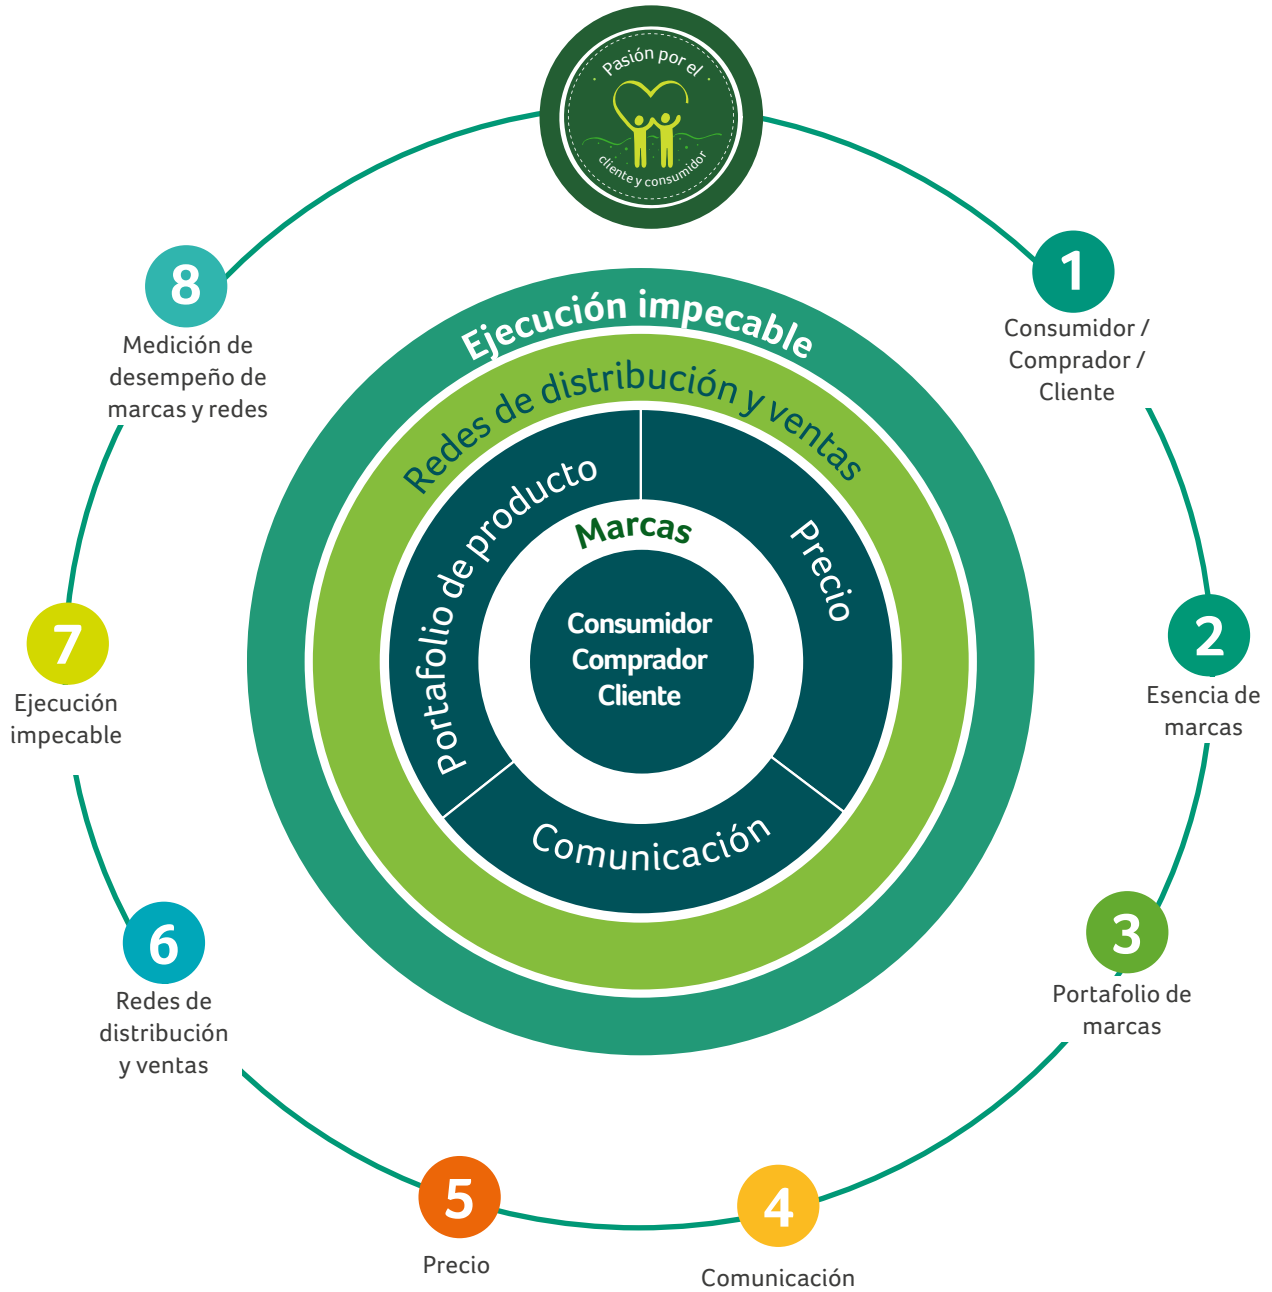 Pasión por el
cliente y consumidor
1
Consumidor /
Comprador /
Cliente
2
Esencia de
marcas
3
Portafolio de
marcas
4
Comunicación
5
Precio
6
Redes de
distribución
y ventas
7
Ejecución
impecable
8
Medición de
desempeño de
marcas y redes
Ejecución impecable
Redes de distribución y ventas
Portafolio de producto
Precio
Comunicación
Marcas
Consumidor
Comprador
Cliente